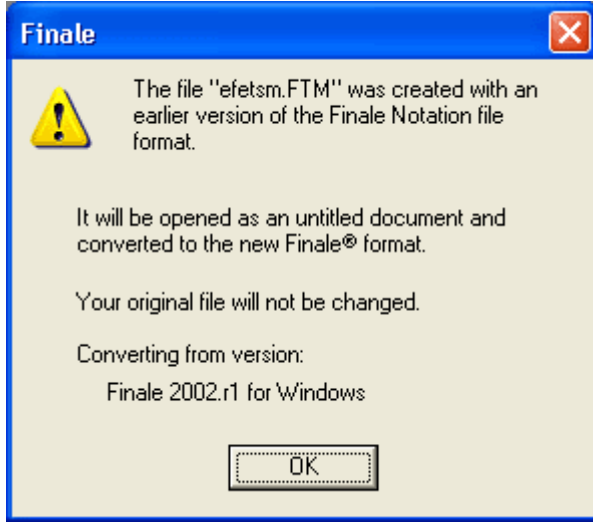 Finale
The file "efetsm.FTM" was created with an
earlier version of the Finale Notation file
format.
It will be opened as an untitled document and
converted to the new Finale® format.
Your original file will not be changed.
Converting from version:
Finale 2002.r1 for Windows
OK